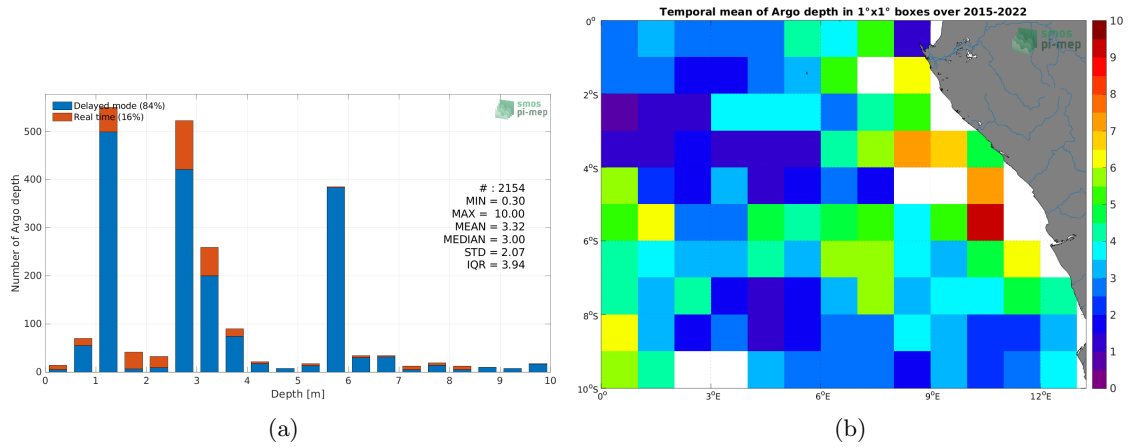 Delayed mode (84%)
Real time (16%)
smos
pi-mep
Number of Argo depth
500
400
300
200
100
0
# : 2154
MIN = 0.30
MAX = 10.00
MEAN = 3.32
MEDIAN = 3.00
STD = 2.07
IQR = 3.94
0 1 2 3 4 5 6 7 8 9 10
Depth [m]
(a)
Temporal mean of Argo depth in 1°x1° boxes over 2015-2022
smos
pi-mep
0°
2°S
4°S
6°S
8°S
10°S
0° 3°E 6°E 9°E 12°E
10
9
8
7
6
5
4
3
2
1
0
(b)